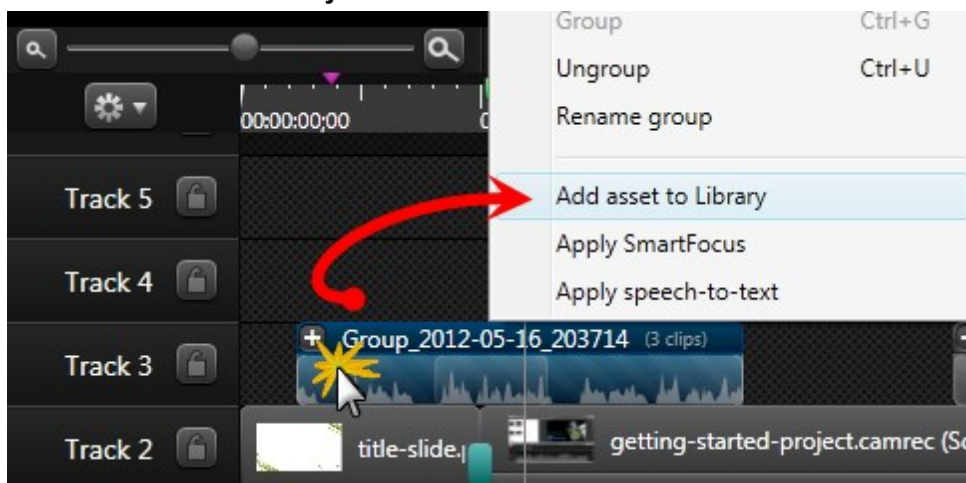 Group Ctrl+G
Ungroup Ctrl+U
00:00:00;00
Rename group
Track 5
Add asset to Library
Apply SmartFocus
Track 4
Apply speech-to-text
Group_2012-05-16_203714 (3 clips)
Track 3
Track 2
title-slide.
getting-started-project.camrec (Sc